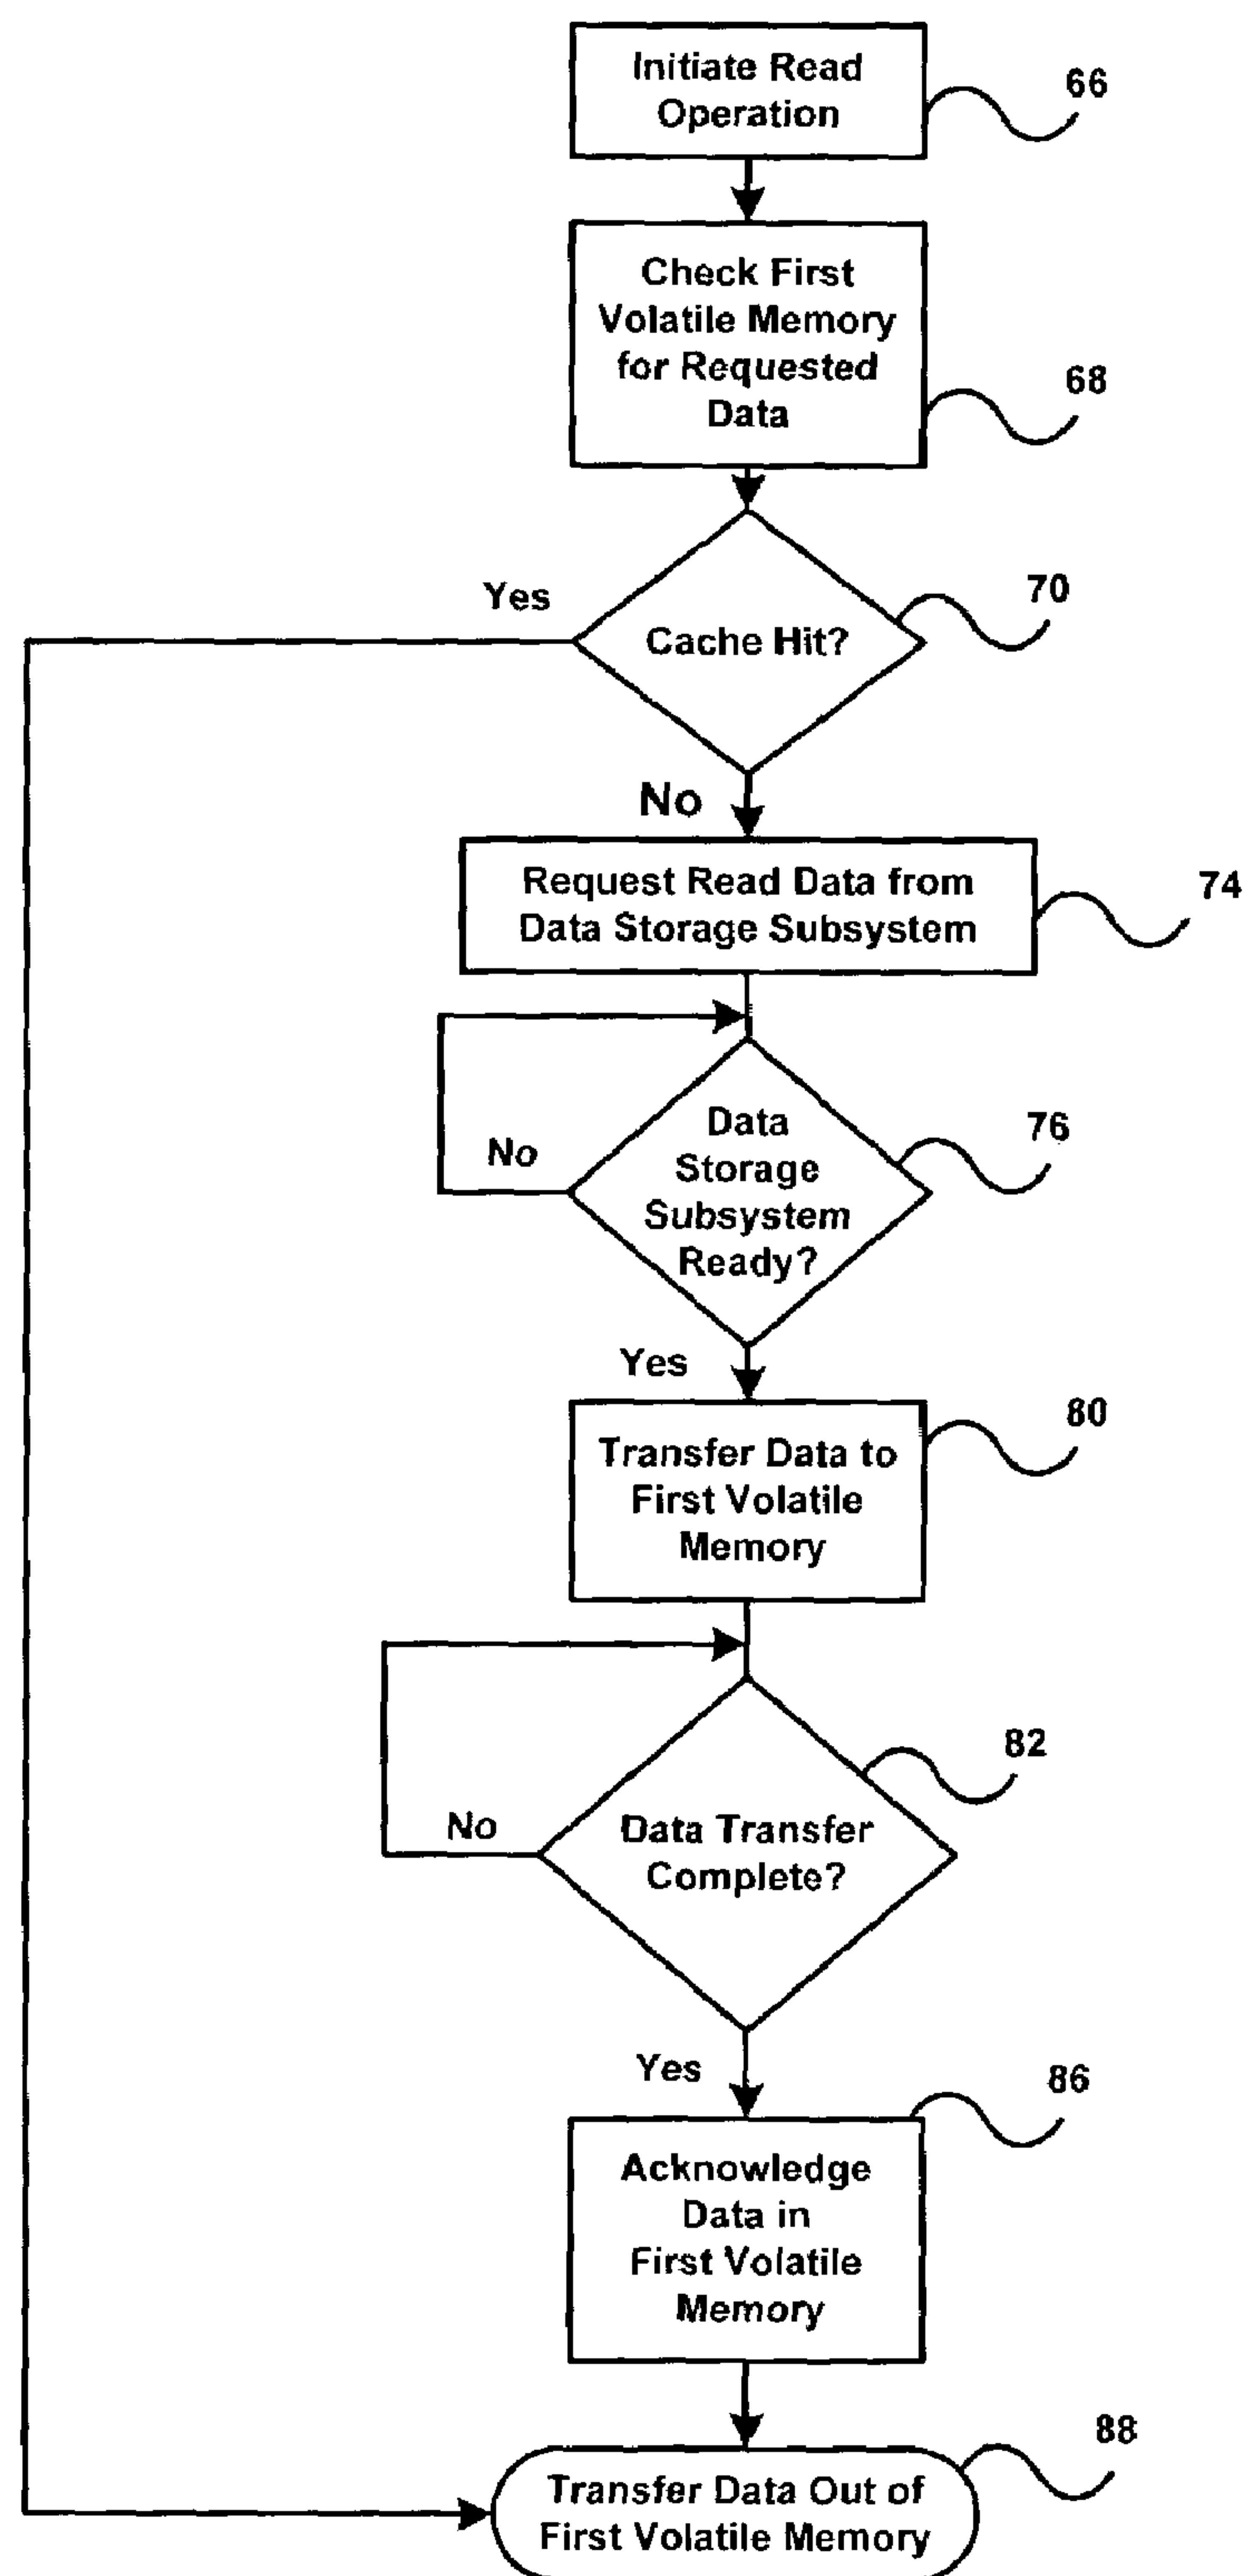 Initiate Read
Operation
66
Check First
Volatile Memory
for Requested
Data
68
Yes
70
Cache Hit?
No
Request Read Data from
Data Storage Subsystem
74
Data
Storage
Subsystem
Ready?
76
No
Yes
80
Transfer Data to
First Volatile
Memory
82
No
Data Transfer
Complete?
Yes
86
Acknowledge
Data in
First Volatile
Memory
88
Transfer Data Out of
First Volatile Memory